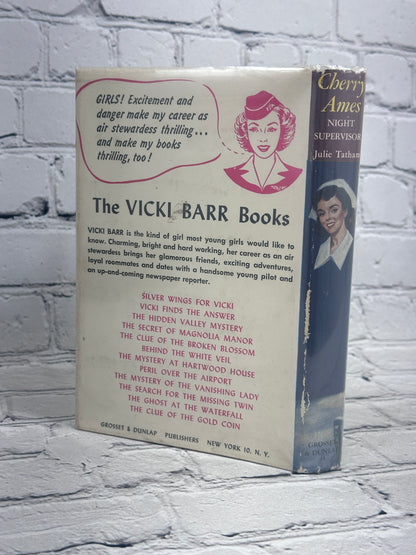 GIRLS! Excitement and
danger make my career as
air stewardess thrilling...
and make my books
thrilling, too!
The VICKI BARR Books
VICKI BARR is the kind of girl most young girls would like to
know. Charming, bright and hard working, her career as an air
stewardess brings her glamorous friends, exciting adventures,
loyal roommates and dates with a handsome young pilot and
an up-and-coming newspaper reporter.
SILVER WINGS FOR VICKI
VICKI FINDS THE ANSWER
THE HIDDEN VALLEY MYSTERY
THE SECRET OF MAGNOLIA MANOR
THE CLUE OF THE BROKEN BLOSSOM
BEHIND THE WHITE VEIL
THE MYSTERY AT HARTWOOD HOUSE
PERIL OVER THE AIRPORT
THE MYSTERY OF THE VANISHING LADY
THE SEARCH FOR THE MISSING TWIN
THE GHOST AT THE WATERFALL
THE CLUE OF THE GOLD COIN
GROSSET & DUNLAP PUBLISHERS NEW YORK 10, N. Y.
Cherry
Ames
NIGHT
SUPERVISOR
Julie Tatham
GROSSET
& DUNLAP